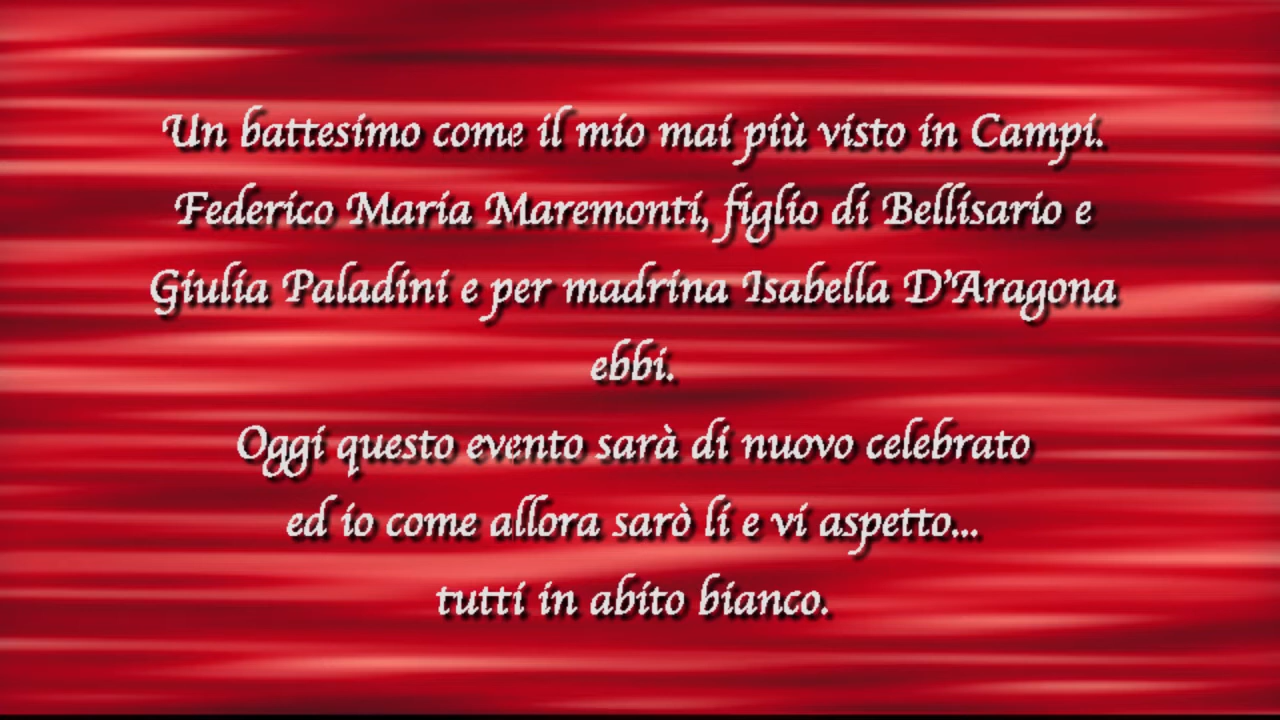 Un battesimo come il mio mai più visto in Campi.
Federico Maria Maremonti, figlio di Bellisario e
Giulia Paladini e per madrina Isabella D'Aragona
ebbi.
Oggi questo evento sarà di nuovo celebrato
ed io come allora sarò li e vi aspetto...
tutti in abito bianco.